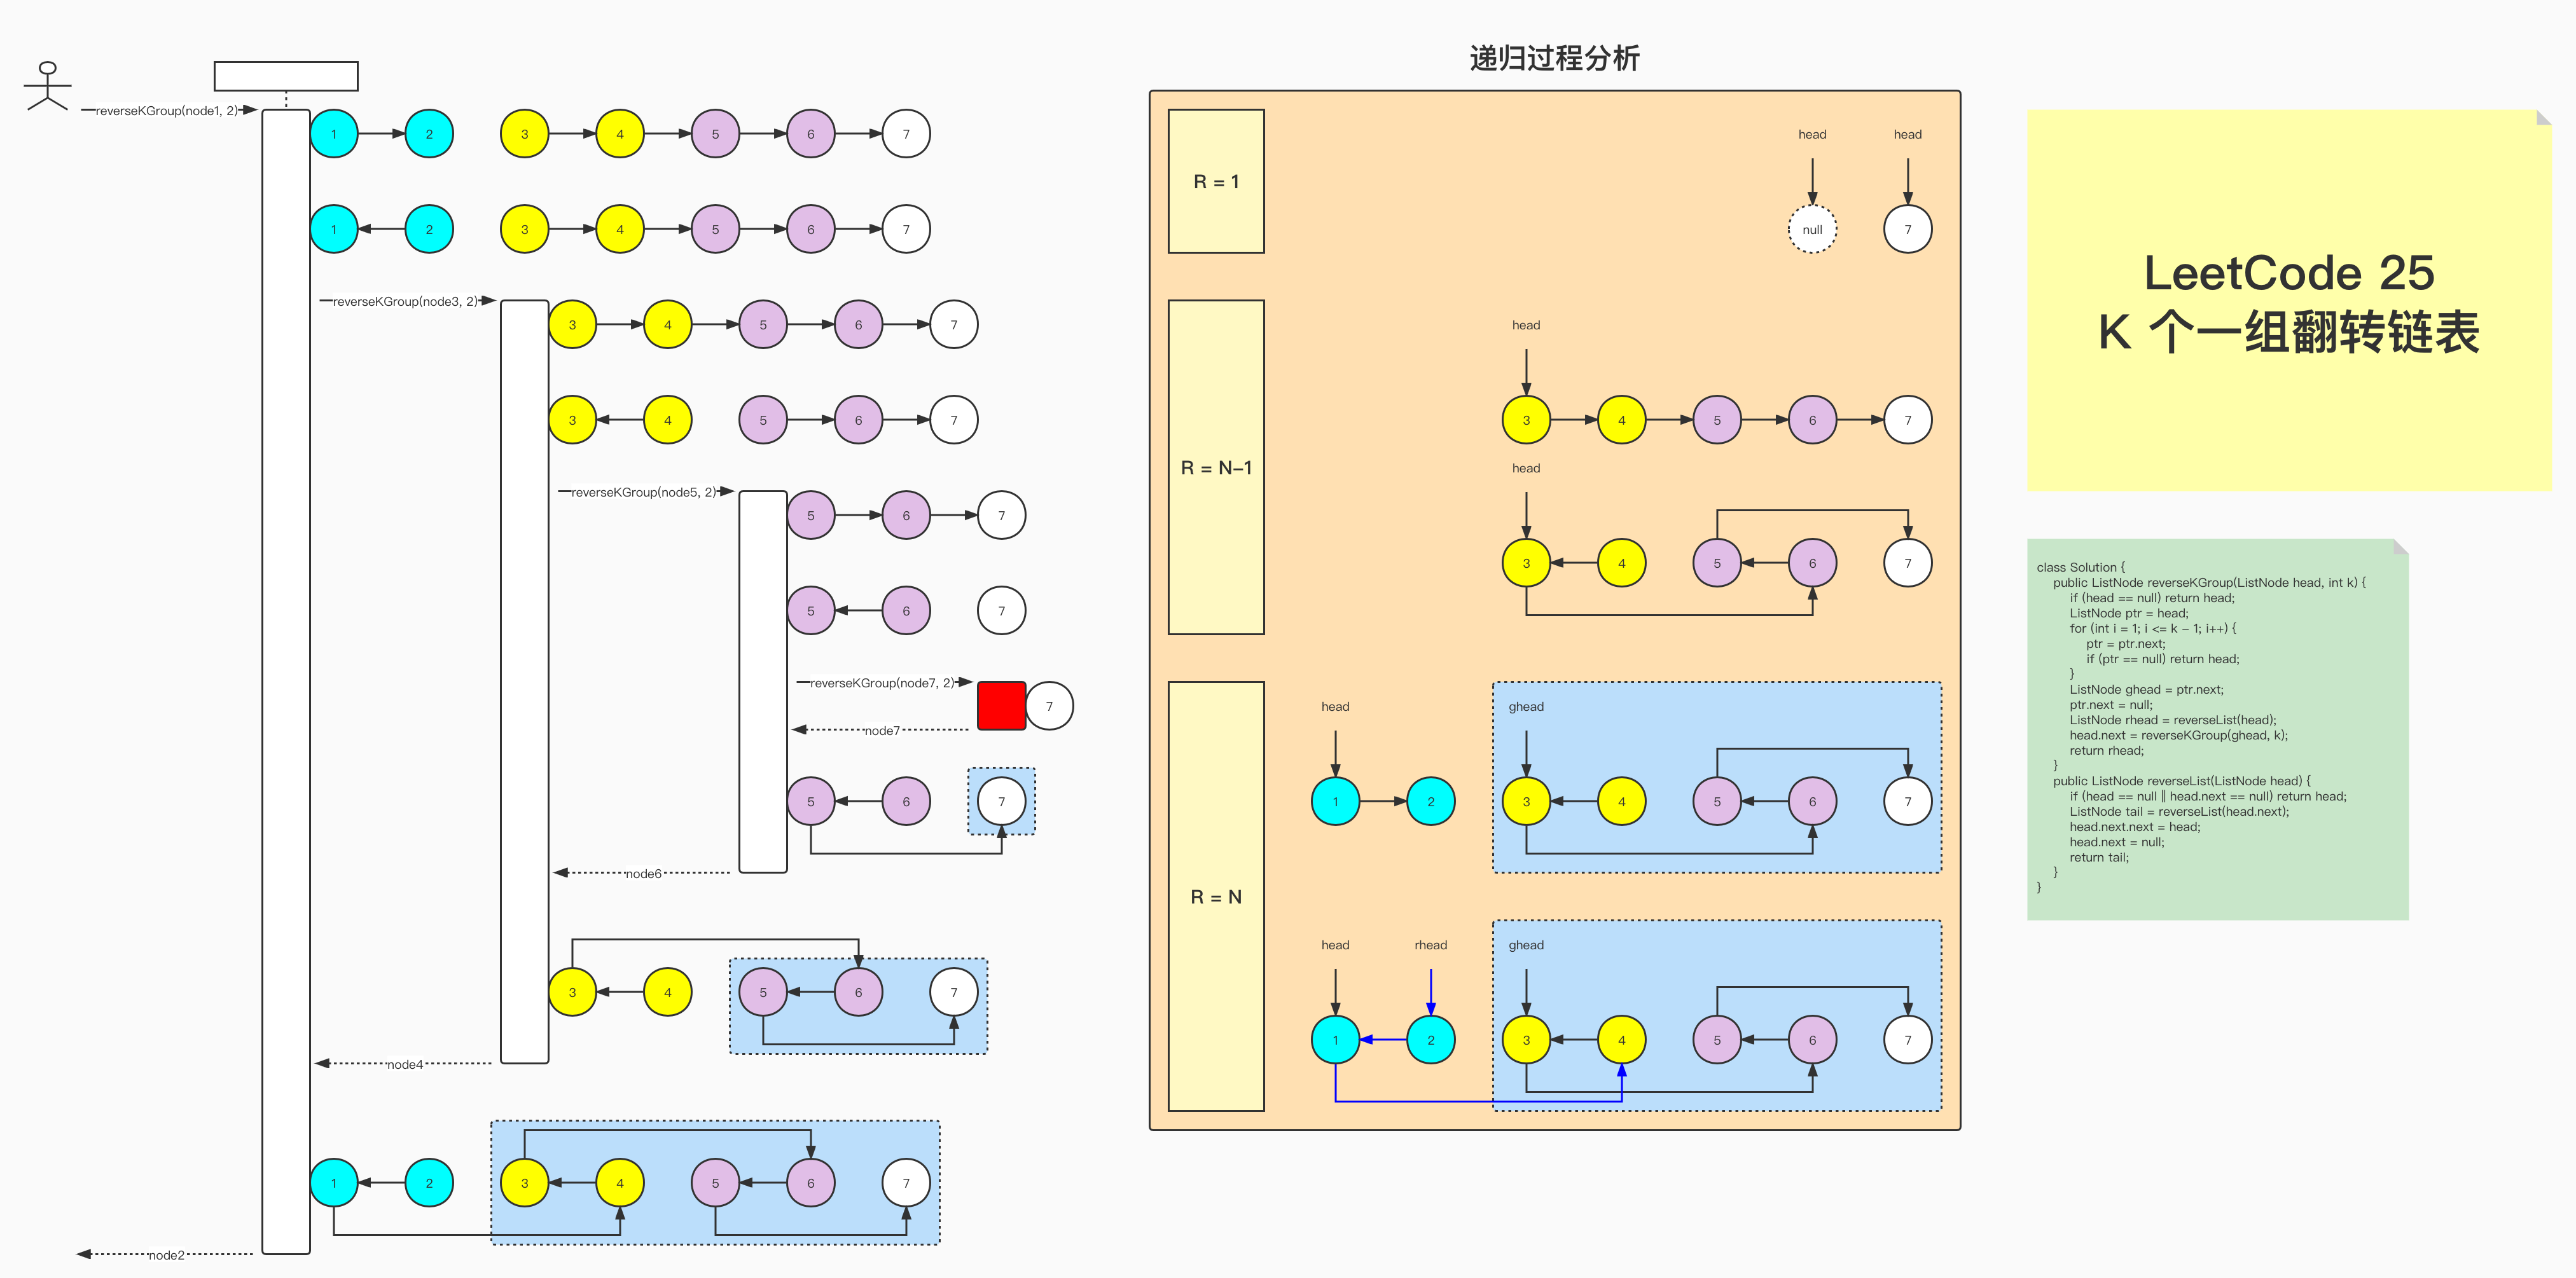 reverseKGroup(node1, 2)
1
2
3
4
5
6
7
1
2
3
4
5
6
7
reverseKGroup(node3, 2)
3
4
5
6
7
3
4
5
6
7
reverseKGroup(node5, 2)
5
6
7
5
6
7
reverseKGroup(node7, 2)
7
node7
5
6
7
node6
3
4
5
6
7
node4
1
2
3
4
5
6
7
node2
递归过程分析
R = 1
head
head
null
7
R = N-1
head
3
4
5
6
7
head
3
4
5
6
7
R = N
head
ghead
1
2
3
4
5
6
7
head
rhead
ghead
1
2
3
4
5
6
7
LeetCode 25
K 个一组翻转链表
class Solution {
    public ListNode reverseKGroup(ListNode head, int k) {
        if (head == null) return head;
        ListNode ptr = head;
        for (int i = 1; i <= k - 1; i++) {
            ptr = ptr.next;
            if (ptr == null) return head;
        }
        ListNode ghead = ptr.next;
        ptr.next = null;
        ListNode rhead = reverseList(head);
        head.next = reverseKGroup(ghead, k);
        return rhead;
    }
    public ListNode reverseList(ListNode head) {
        if (head == null || head.next == null) return head;
        ListNode tail = reverseList(head.next);
        head.next.next = head;
        head.next = null;
        return tail;
    }
}